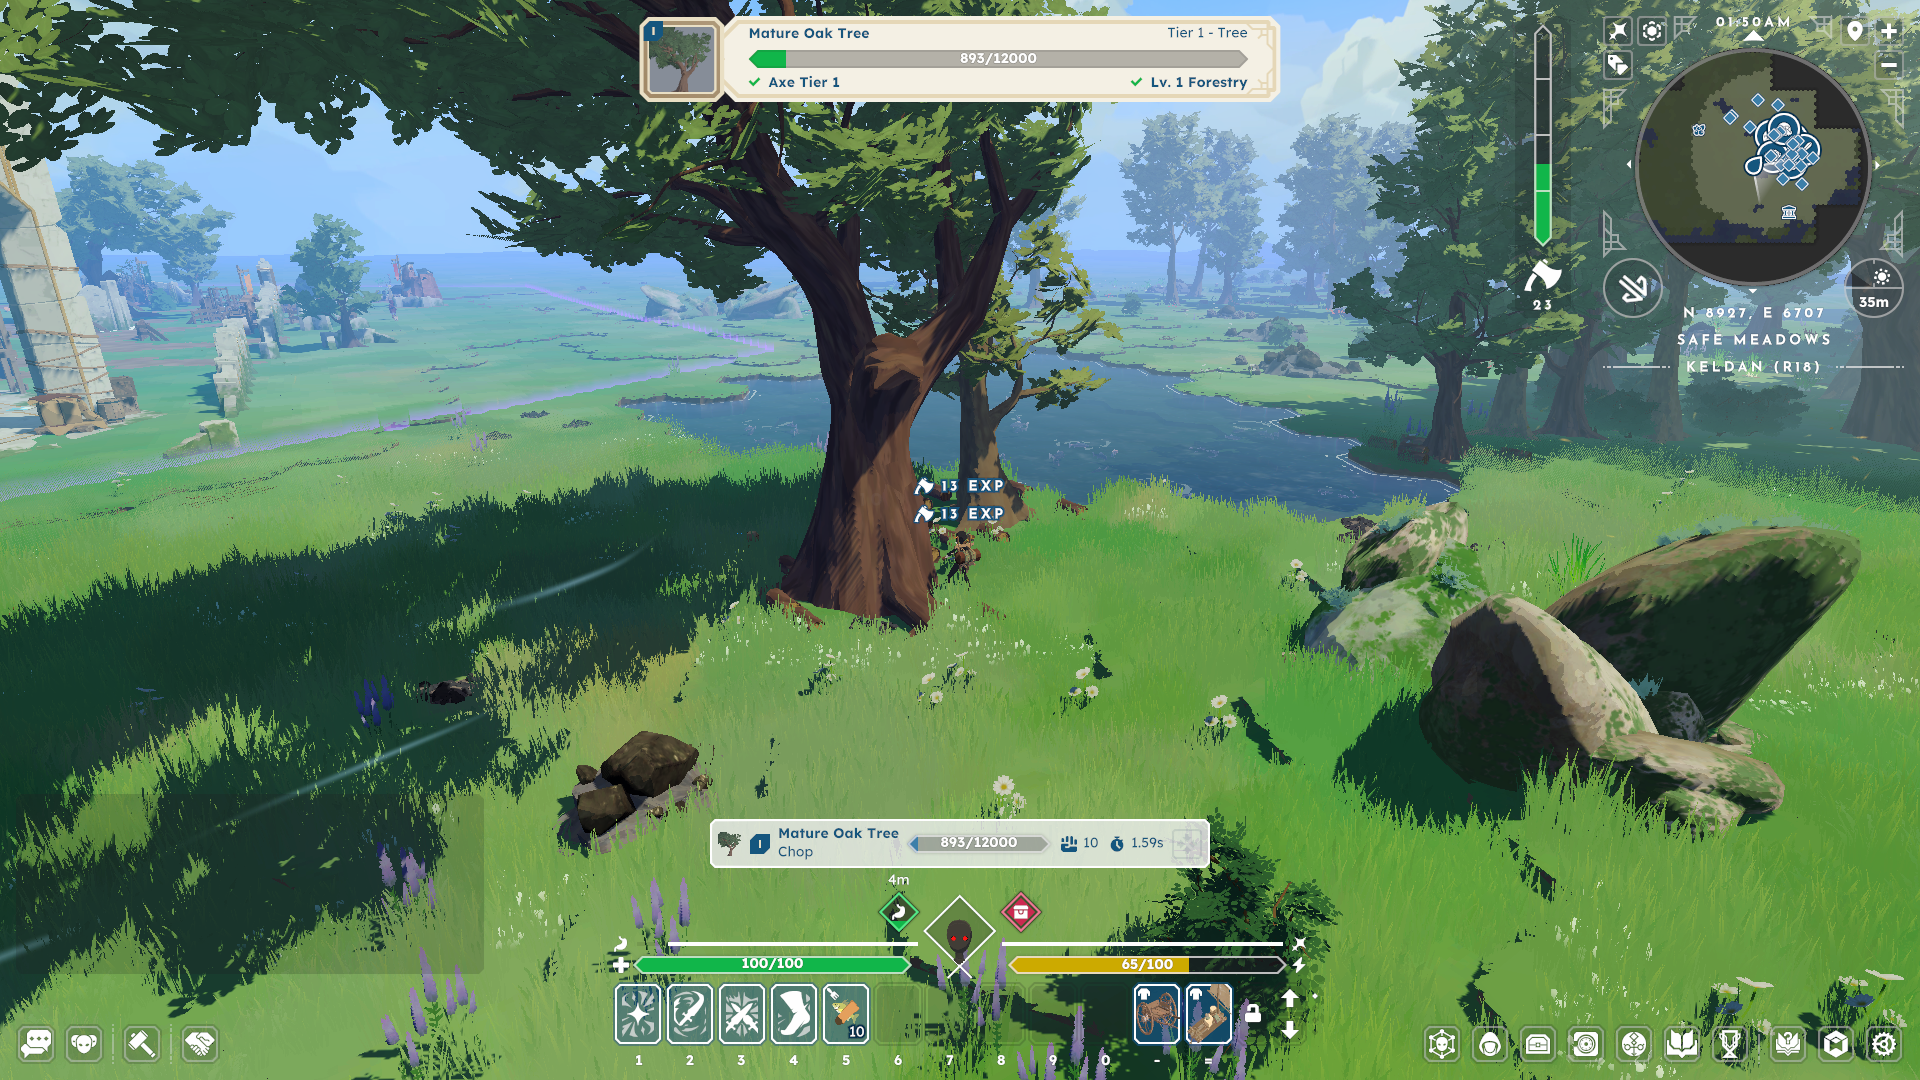 I
Mature Oak Tree
Tier 1 - Tree
893/12000
Axe Tier 1
Lv. 1 Forestry
01:50AM
23
35m
N 8927, E 6707
SAFE MEADOWS
KELDAN (R18)
13 EXP
13 EXP
I
Mature Oak Tree
Chop
893/12000
10
1.59s
4m
100/100
65/100
10
1 2 3 4 5 6 7 8 9 0 - =